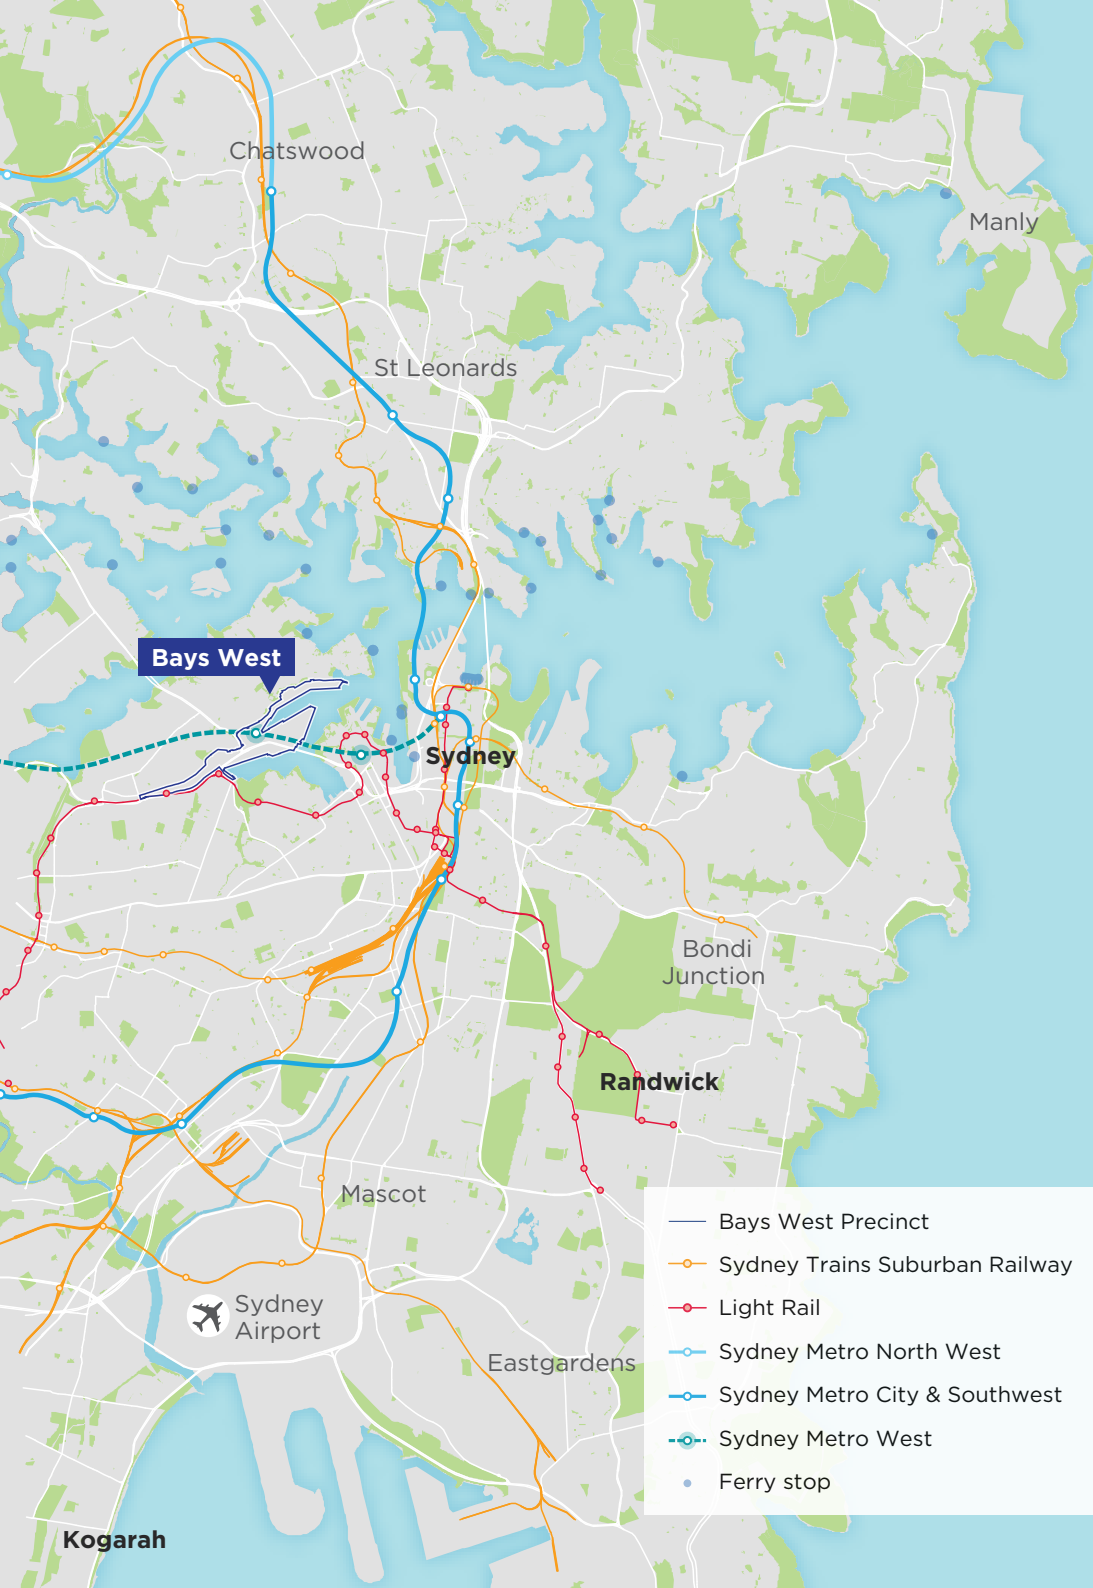 Chatswood
Manly
St Leonards
Bays West
Sydney
Bondi
Junction
Randwick
Mascot
Sydney
Airport
Eastgardens
Kogarah
Bays West Precinct
Sydney Trains Suburban Railway
Light Rail
Sydney Metro North West
Sydney Metro City & Southwest
Sydney Metro West
Ferry stop